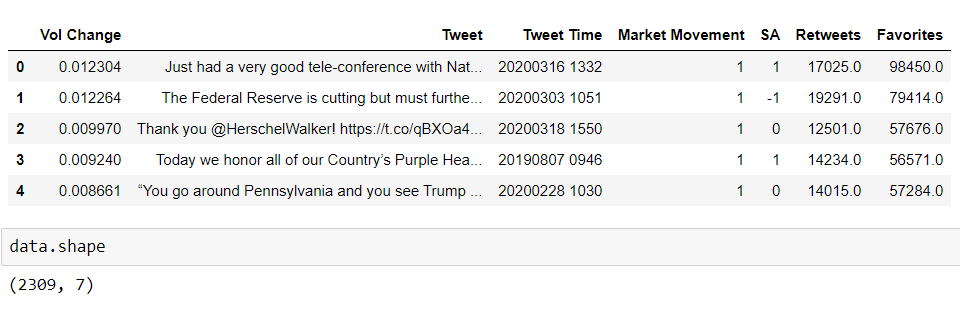 Vol Change Tweet Tweet Time Market Movement SA Retweets Favorites
0 0.012304 Just had a very good tele-conference with Nat... 20200316 1332 1 1 17025.0 98450.0
1 0.012264 The Federal Reserve is cutting but must furthe... 20200303 1051 1 -1 19291.0 79414.0
2 0.009970 Thank you @HerschelWalker! https://t.co/qBXOa4... 20200318 1550 1 0 12501.0 57676.0
3 0.009240 Today we honor all of our Country’s Purple Hea... 20190807 0946 1 1 14234.0 56571.0
4 0.008661 “You go around Pennsylvania and you see Trump ... 20200228 1030 1 0 14015.0 57284.0
data.shape
(2309, 7)